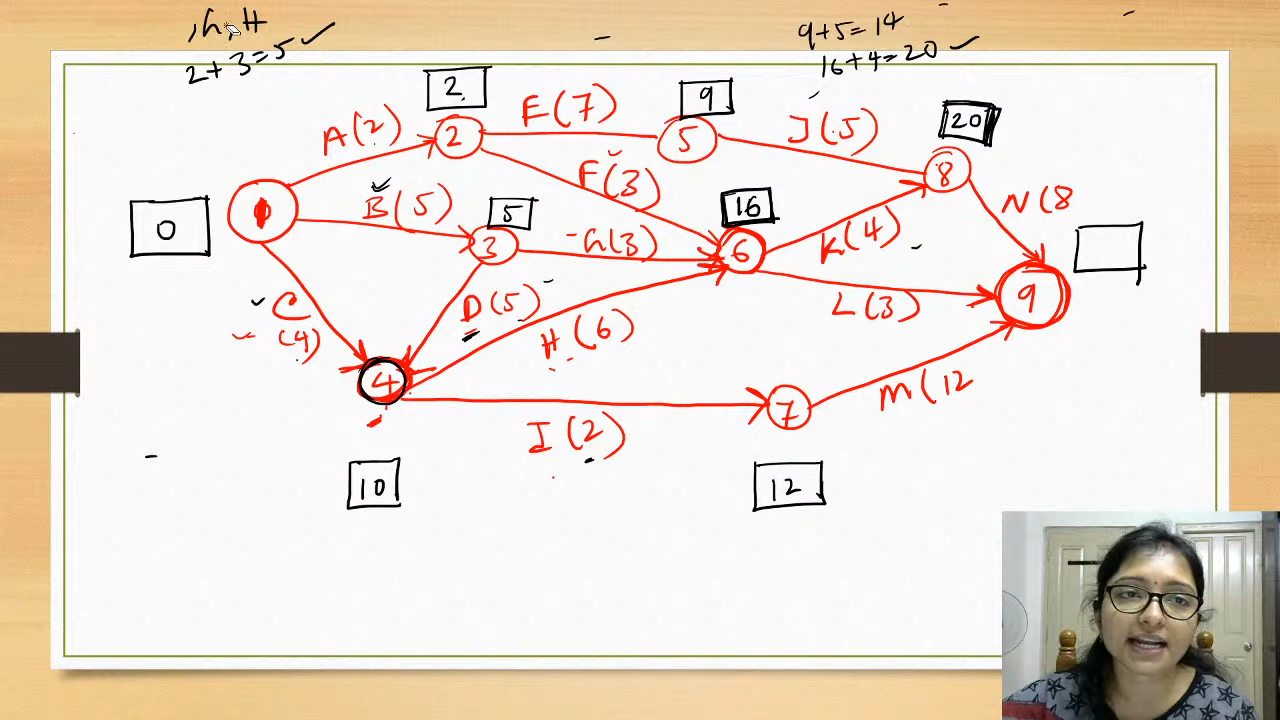 ,h,H
2+3=5 ✓
9+5=14
16+4=20 ✓
2
9
20
A(2)
2
E(7)
5
J(5)
8
F(3)
N(8
0
1
B(5)
5
3
G(3)
16
6
K(4)
C
(4)
D(5)
H(6)
L(3)
9
4
I(2)
7
M(12
10
12